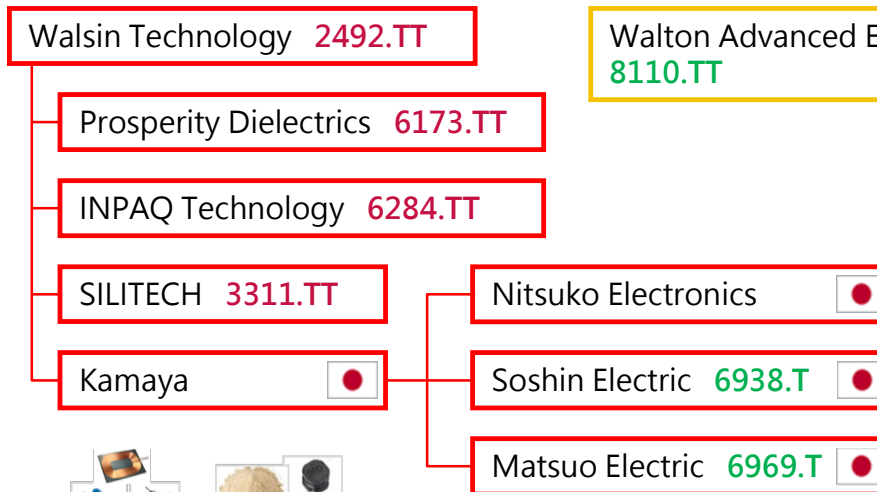 Walsin Technology 2492.TT
Walton Advanced E
8110.TT
Prosperity Dielectrics 6173.TT
INPAQ Technology 6284.TT
SILITECH 3311.TT
Nitsuko Electronics
Kamaya
Soshin Electric 6938.T
Matsuo Electric 6969.T